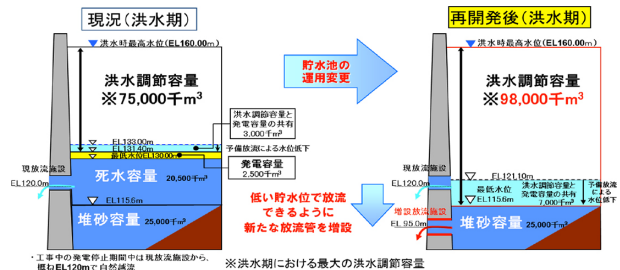 現況（洪水期）
洪水時最高水位(EL160.00m)
洪水調節容量
※75,000千m³
洪水調節容量と
発電容量の共有
3,000千m³
EL133.00m
EL131.40m
予備放流による水位低下
最低水位EL130.00m
発電容量
2,500千m³
現放流施設
EL120.0m
死水容量 20,500千m³
EL115.6m
堆砂容量 25,000千m³
・工事中の発電停止期間中は現放流施設から、
概ねEL120mで自然越流
貯水池の
運用変更
低い貯水位で放流
できるように
新たな放流管を増設
※洪水期における最大の洪水調節容量
再開発後（洪水期）
洪水時最高水位(EL160.00m)
洪水調節容量
※98,000千m³
現放流施設
EL121.10m
EL120.0m
最低水位
EL115.6m
洪水調節容量と
発電容量の共有
7,000千m³
予備放流
による
水位低下
増設放流施設
EL 95.0m
堆砂容量 25,000千m³